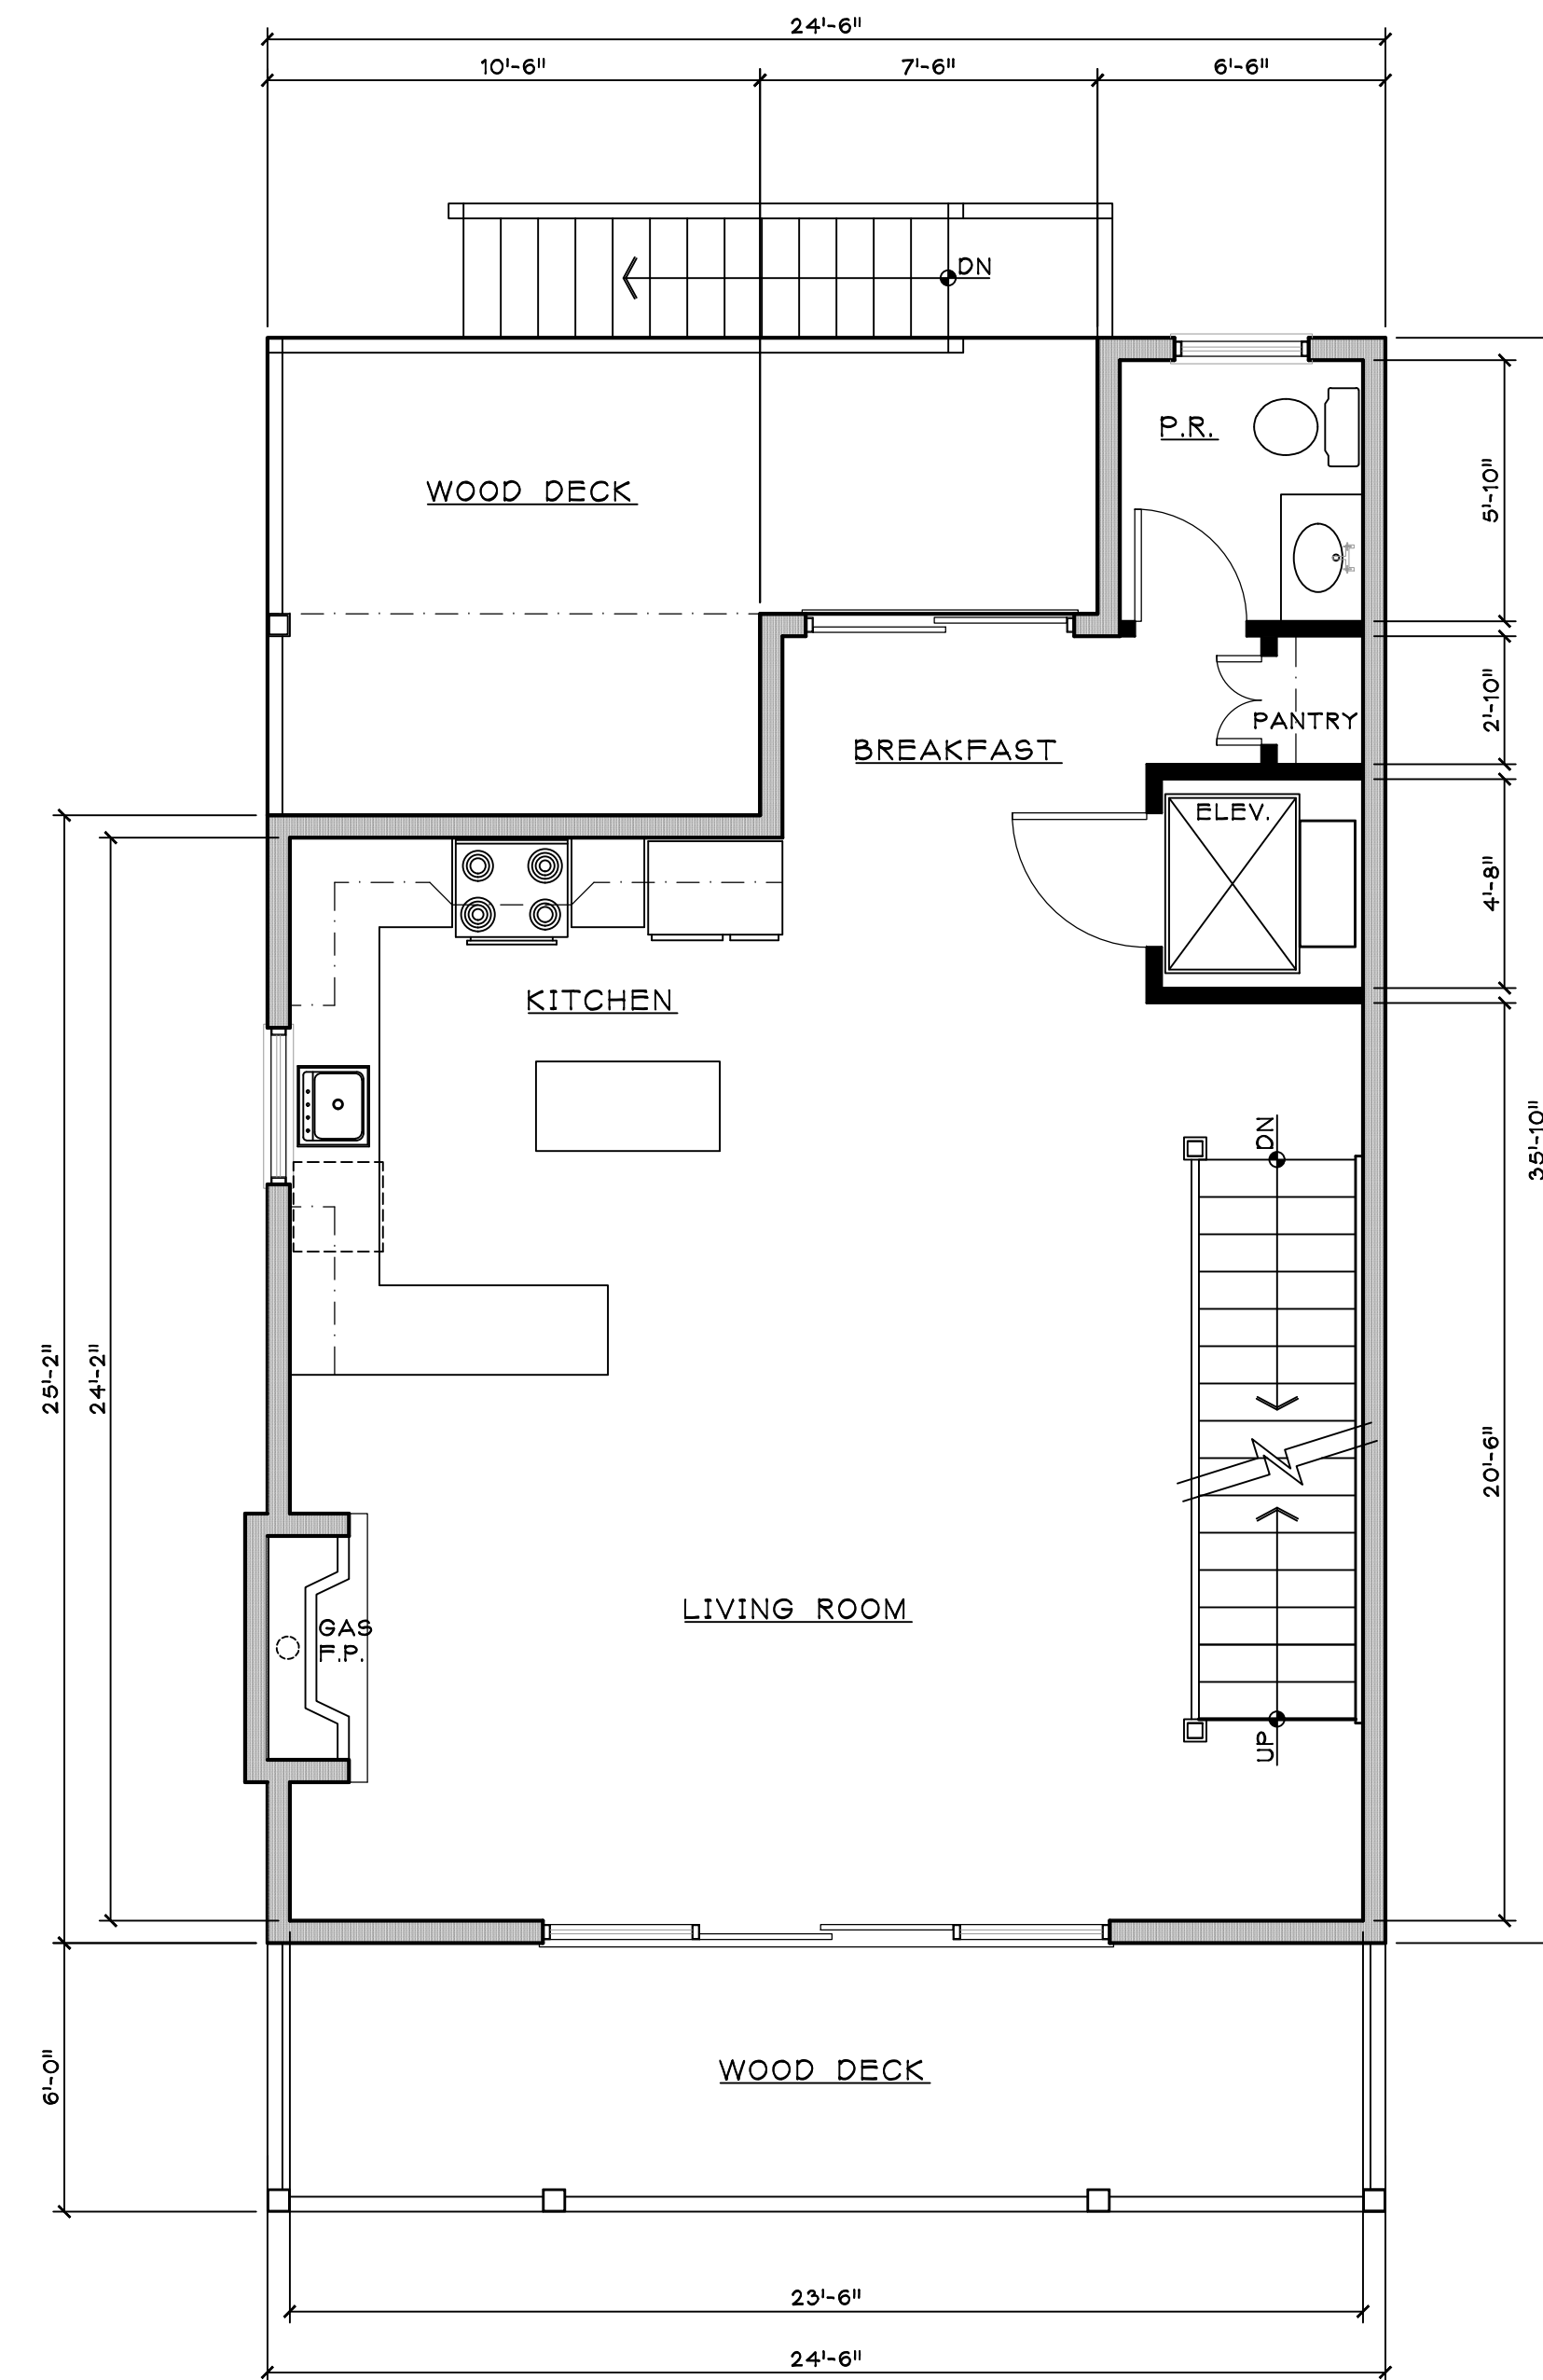 24'-6"
10'-6"
7'-6"
6'-6"
DN
P.R.
WOOD DECK
5'-10"
2'-10"
PANTRY
BREAKFAST
ELEV.
4'-8"
KITCHEN
DN
35'-10"
25'-2"
24'-2"
20'-6"
LIVING ROOM
GAS
F.P.
UP
WOOD DECK
6'-0"
23'-6"
24'-6"